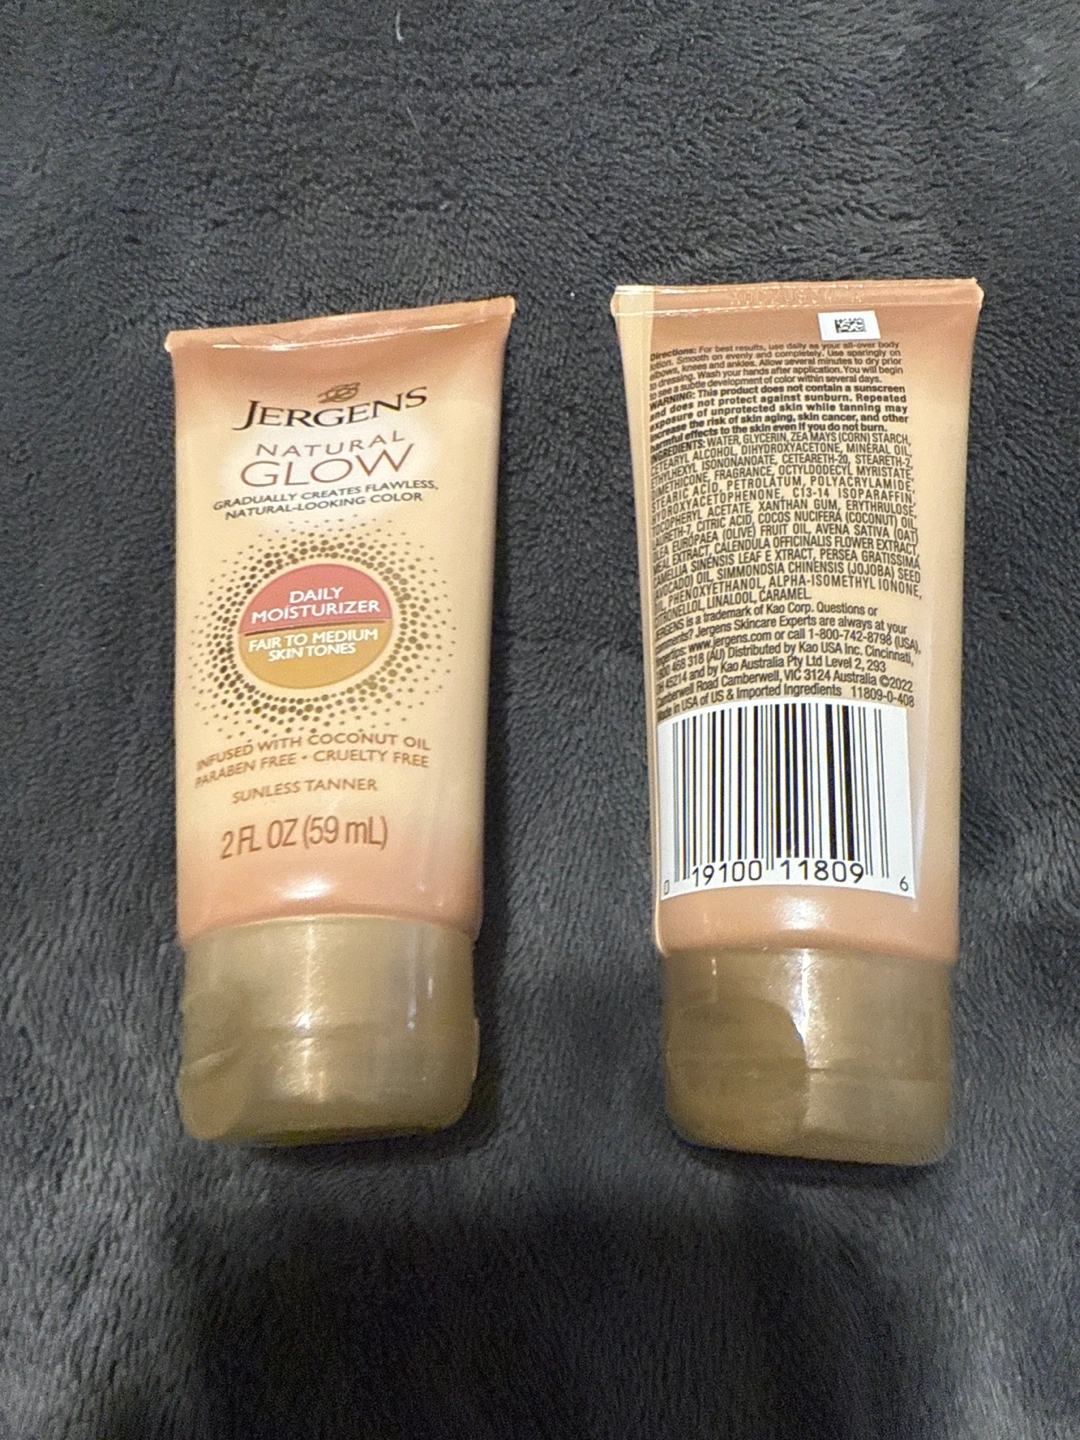 JERGENS
NATURAL
GLOW
GRADUALLY CREATES FLAWLESS,
NATURAL-LOOKING COLOR
DAILY
MOISTURIZER
FAIR TO MEDIUM
SKIN TONES
INFUSED WITH COCONUT OIL
PARABEN FREE • CRUELTY FREE
SUNLESS TANNER
2 FL OZ (59 mL)
Directions: For best results, use daily as your all-over body
lotion. Smooth on evenly and completely. Use sparingly on
elbows, knees and ankles. Allow several minutes to dry prior
to dressing. Wash your hands after application. You will begin
to see a subtle development of color within several days.
WARNING: This product does not contain a sunscreen
and does not protect against sunburn. Repeated
exposure of unprotected skin while tanning may
increase the risk of skin aging, skin cancer, and other
harmful effects to the skin even if you do not burn.
INGREDIENTS: WATER, GLYCERIN, ZEA MAYS (CORN) STARCH,
CETEARYL ALCOHOL, DIHYDROXYACETONE, MINERAL OIL,
ETHYLHEXYL ISONONANOATE, CETEARETH-20, STEARETH-2,
DIMETHICONE, FRAGRANCE, OCTYLDODECYL MYRISTATE,
STEARIC ACID, PETROLATUM, POLYACRYLAMIDE,
HYDROXYACETOPHENONE, C13-14 ISOPARAFFIN,
TOCOPHERYL ACETATE, XANTHAN GUM, ERYTHRULOSE,
LAURETH-7, CITRIC ACID, COCOS NUCIFERA (COCONUT) OIL,
OLEA EUROPAEA (OLIVE) FRUIT OIL, AVENA SATIVA (OAT)
MEAL EXTRACT, CALENDULA OFFICINALIS FLOWER EXTRACT,
CAMELLIA SINENSIS LEAF E XTRACT, PERSEA GRATISSIMA
(AVOCADO) OIL, SIMMONDSIA CHINENSIS (JOJOBA) SEED
OIL, PHENOXYETHANOL, ALPHA-ISOMETHYL IONONE,
CITRONELLOL, LINALOOL, CARAMEL.
JERGENS is a trademark of Kao Corp. Questions or
comments? Jergens Skincare Experts are always at your
fingertips: www.jergens.com or call 1-800-742-8798 (USA),
468 318 (AU) Distributed by Kao USA Inc. Cincinnati,
OH 45214 and by Kao Australia Pty Ltd Level 2, 293
Camberwell Road Camberwell, VIC 3124 Australia ©2022
Made in USA of US & Imported Ingredients 11809-0-408
0 19100 11809 6